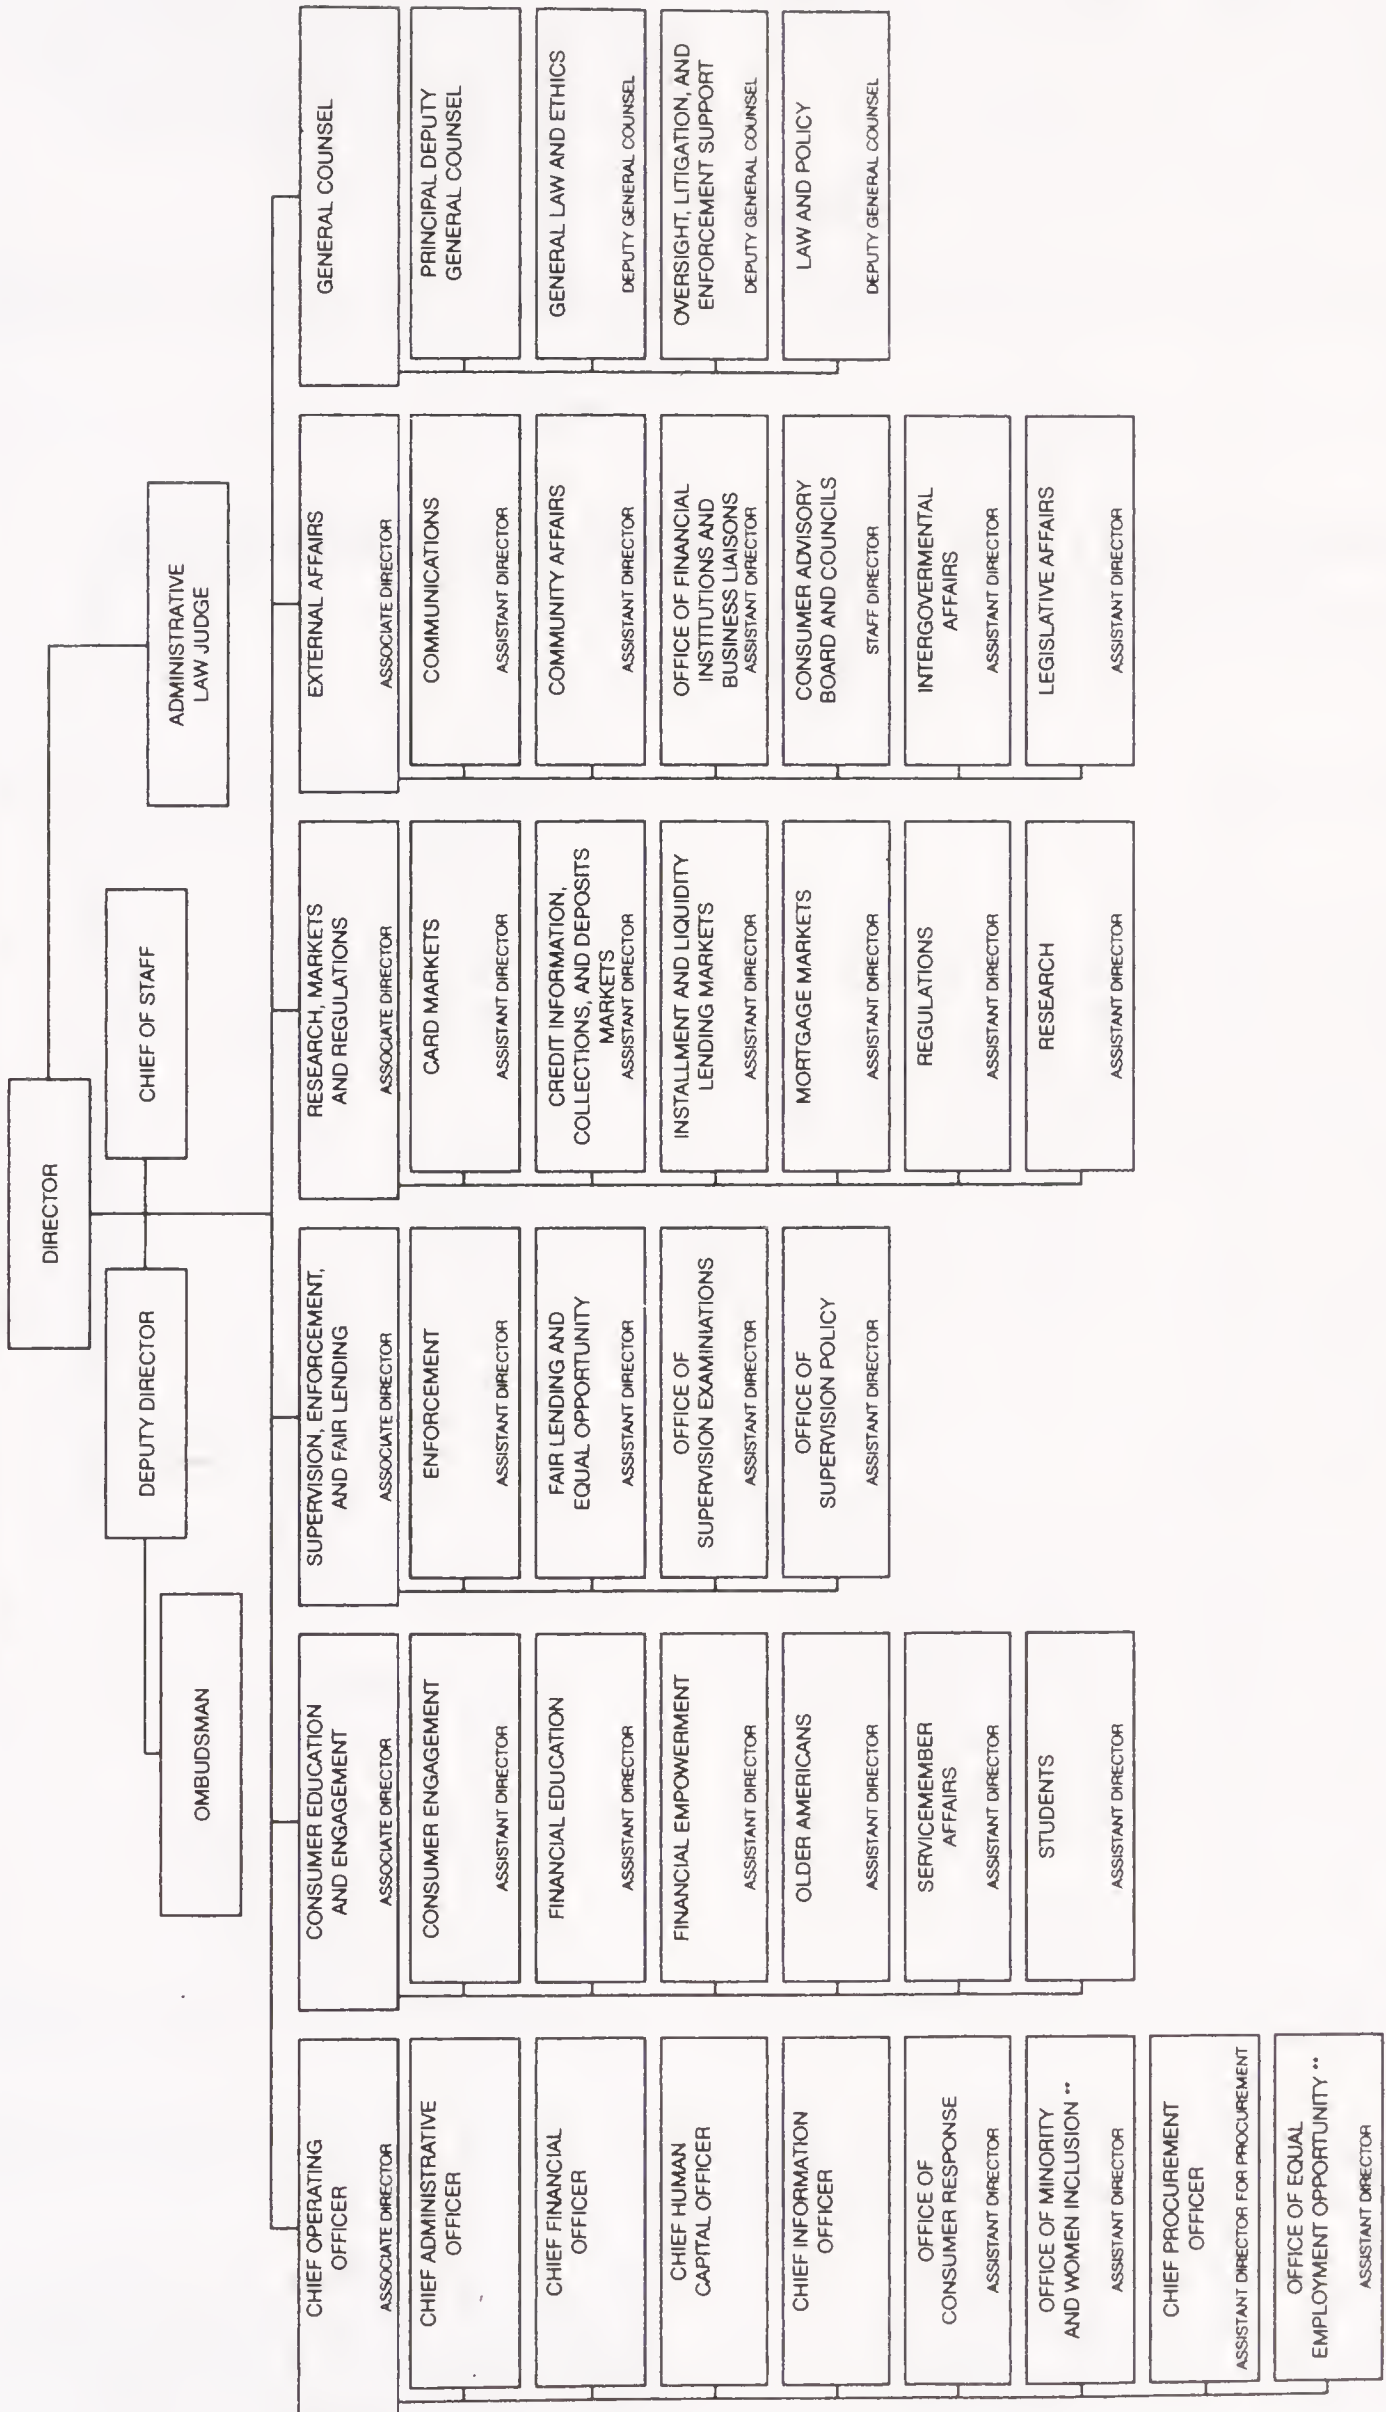 DIRECTOR
DEPUTY DIRECTOR
CHIEF OF STAFF
OMBUDSMAN
ADMINISTRATIVE
LAW JUDGE
CHIEF OPERATING
OFFICER
ASSOCIATE DIRECTOR
CHIEF ADMINISTRATIVE
OFFICER
CHIEF FINANCIAL
OFFICER
CHIEF HUMAN
CAPITAL OFFICER
CHIEF INFORMATION
OFFICER
OFFICE OF
CONSUMER RESPONSE
ASSISTANT DIRECTOR
OFFICE OF MINORITY
AND WOMEN INCLUSION **
ASSISTANT DIRECTOR
CHIEF PROCUREMENT
OFFICER
ASSISTANT DIRECTOR FOR PROCUREMENT
OFFICE OF EQUAL
EMPLOYMENT OPPORTUNITY **
ASSISTANT DIRECTOR
CONSUMER EDUCATION
AND ENGAGEMENT
ASSOCIATE DIRECTOR
CONSUMER ENGAGEMENT
ASSISTANT DIRECTOR
FINANCIAL EDUCATION
ASSISTANT DIRECTOR
FINANCIAL EMPOWERMENT
ASSISTANT DIRECTOR
OLDER AMERICANS
ASSISTANT DIRECTOR
SERVICEMEMBER
AFFAIRS
ASSISTANT DIRECTOR
STUDENTS
ASSISTANT DIRECTOR
SUPERVISION, ENFORCEMENT,
AND FAIR LENDING
ASSOCIATE DIRECTOR
ENFORCEMENT
ASSISTANT DIRECTOR
FAIR LENDING AND
EQUAL OPPORTUNITY
ASSISTANT DIRECTOR
OFFICE OF
SUPERVISION EXAMINIATIONS
ASSISTANT DIRECTOR
OFFICE OF
SUPERVISION POLICY
ASSISTANT DIRECTOR
RESEARCH, MARKETS
AND REGULATIONS
ASSOCIATE DIRECTOR
CARD MARKETS
ASSISTANT DIRECTOR
CREDIT INFORMATION,
COLLECTIONS, AND DEPOSITS
MARKETS
ASSISTANT DIRECTOR
INSTALLMENT AND LIQUIDITY
LENDING MARKETS
ASSISTANT DIRECTOR
MORTGAGE MARKETS
ASSISTANT DIRECTOR
REGULATIONS
ASSISTANT DIRECTOR
RESEARCH
ASSISTANT DIRECTOR
EXTERNAL AFFAIRS
ASSOCIATE DIRECTOR
COMMUNICATIONS
ASSISTANT DIRECTOR
COMMUNITY AFFAIRS
ASSISTANT DIRECTOR
OFFICE OF FINANCIAL
INSTITUTIONS AND
BUSINESS LIAISONS
ASSISTANT DIRECTOR
CONSUMER ADVISORY
BOARD AND COUNCILS
STAFF DIRECTOR
INTERGOVERMENTAL
AFFAIRS
ASSISTANT DIRECTOR
LEGISLATIVE AFFAIRS
ASSISTANT DIRECTOR
GENERAL COUNSEL
PRINCIPAL DEPUTY
GENERAL COUNSEL
GENERAL LAW AND ETHICS
DEPUTY GENERAL COUNSEL
OVERSIGHT, LITIGATION, AND
ENFORCEMENT SUPPORT
DEPUTY GENERAL COUNSEL
LAW AND POLICY
DEPUTY GENERAL COUNSEL